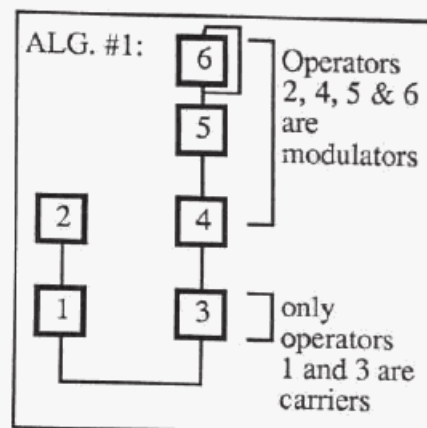 ALG. #1:
6
Operators
2, 4, 5 & 6
are
modulators
5
2
4
1
3
only
operators
1 and 3 are
carriers